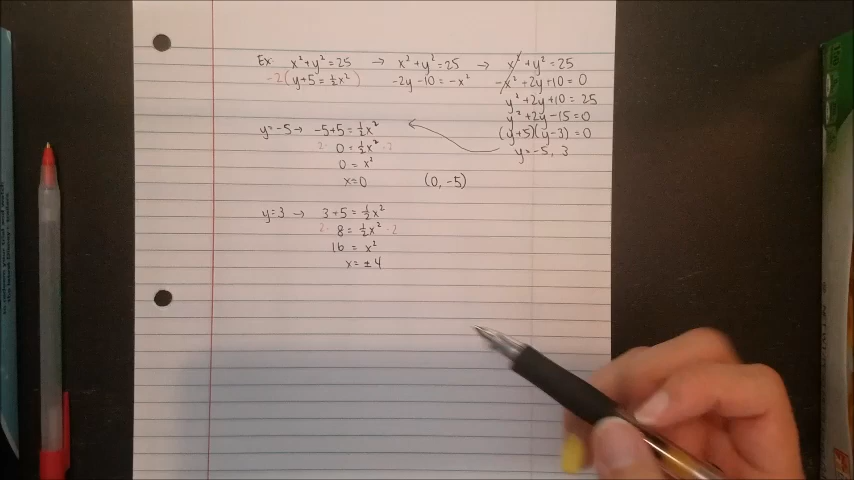 Ex: x² + y² = 25 → x² + y² = 25 → x² + y² = 25
-2(y+5 = ½x²) -2y -10 = -x² -x² + 2y + 10 = 0
y² + 2y + 10 = 25
y² + 2y - 15 = 0
(y+5)(y-3) = 0
y = -5, 3
y = -5 → -5+5 = ½x²
2· 0 = ½x² ·2
0 = x²
x = 0 (0, -5)
y = 3 → 3+5 = ½x²
2· 8 = ½x² ·2
16 = x²
x = ±4